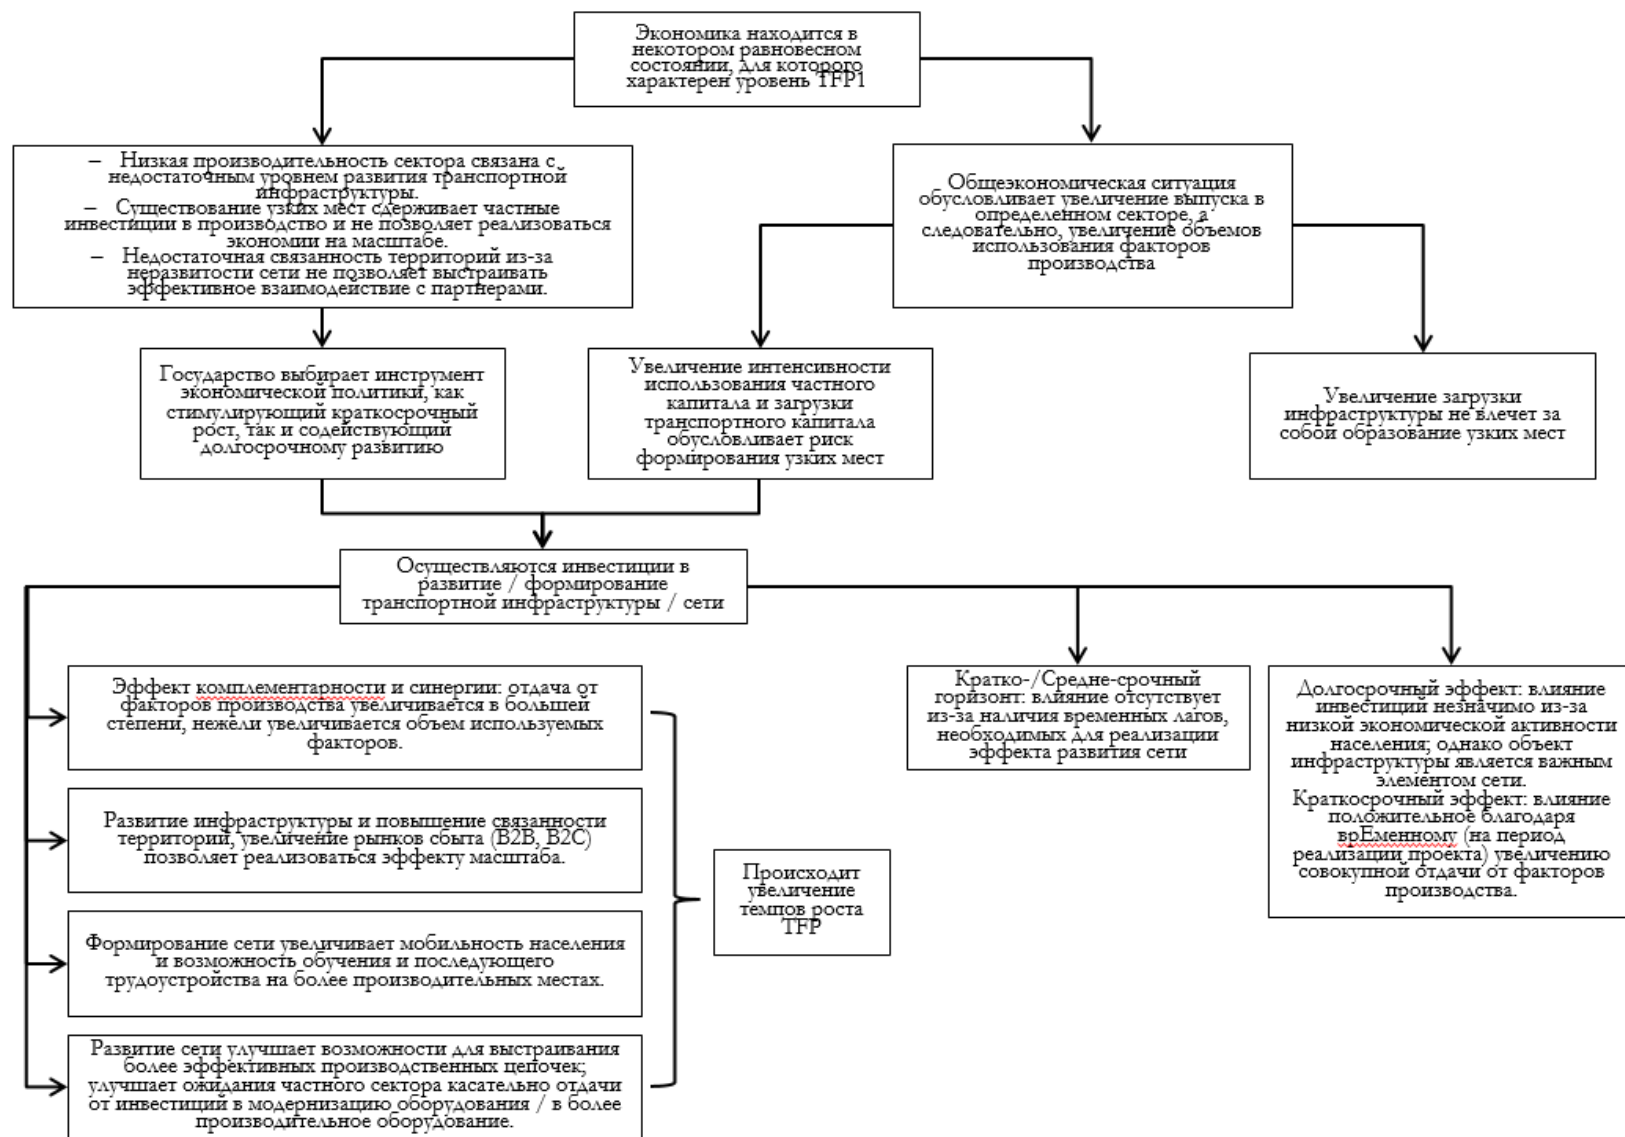 Экономика находится в
некотором равновесном
состоянии, для которого
характерен уровень TFP1
– Низкая производительность сектора связана с
недостаточным уровнем развития транспортной
инфраструктуры.
– Существование узких мест сдерживает частные
инвестиции в производство и не позволяет реализоваться
экономии на масштабе.
– Недостаточная связанность территорий из-за
неразвитости сети не позволяет выстраивать
эффективное взаимодействие с партнерами.
Общеэкономическая ситуация
обусловливает увеличение выпуска в
определенном секторе, а
следовательно, увеличение объемов
использования факторов
производства
Государство выбирает инструмент
экономической политики, как
стимулирующий краткосрочный
рост, так и содействующий
долгосрочному развитию
Увеличение интенсивности
использования частного
капитала и загрузки
транспортного капитала
обусловливает риск
формирования узких мест
Увеличение загрузки
инфраструктуры не влечет за
собой образование узких мест
Осуществляются инвестиции в
развитие / формирование
транспортной инфраструктуры / сети
Эффект комплементарности и синергии: отдача от
факторов производства увеличивается в большей
степени, нежели увеличивается объем используемых
факторов.
Развитие инфраструктуры и повышение связанности
территорий, увеличение рынков сбыта (B2B, B2C)
позволяет реализоваться эффекту масштаба.
Формирование сети увеличивает мобильность населения
и возможность обучения и последующего
трудоустройства на более производительных местах.
Развитие сети улучшает возможности для выстраивания
более эффективных производственных цепочек;
улучшает ожидания частного сектора касательно отдачи
от инвестиций в модернизацию оборудования / в более
производительное оборудование.
Происходит
увеличение
темпов роста
TFP
Кратко-/Средне-срочный
горизонт: влияние отсутствует
из-за наличия временных лагов,
необходимых для реализации
эффекта развития сети
Долгосрочный эффект: влияние
инвестиций незначимо из-за
низкой экономической активности
населения; однако объект
инфраструктуры является важным
элементом сети.
Краткосрочный эффект: влияние
положительное благодаря
врЕменному (на период
реализации проекта) увеличению
совокупной отдачи от факторов
производства.